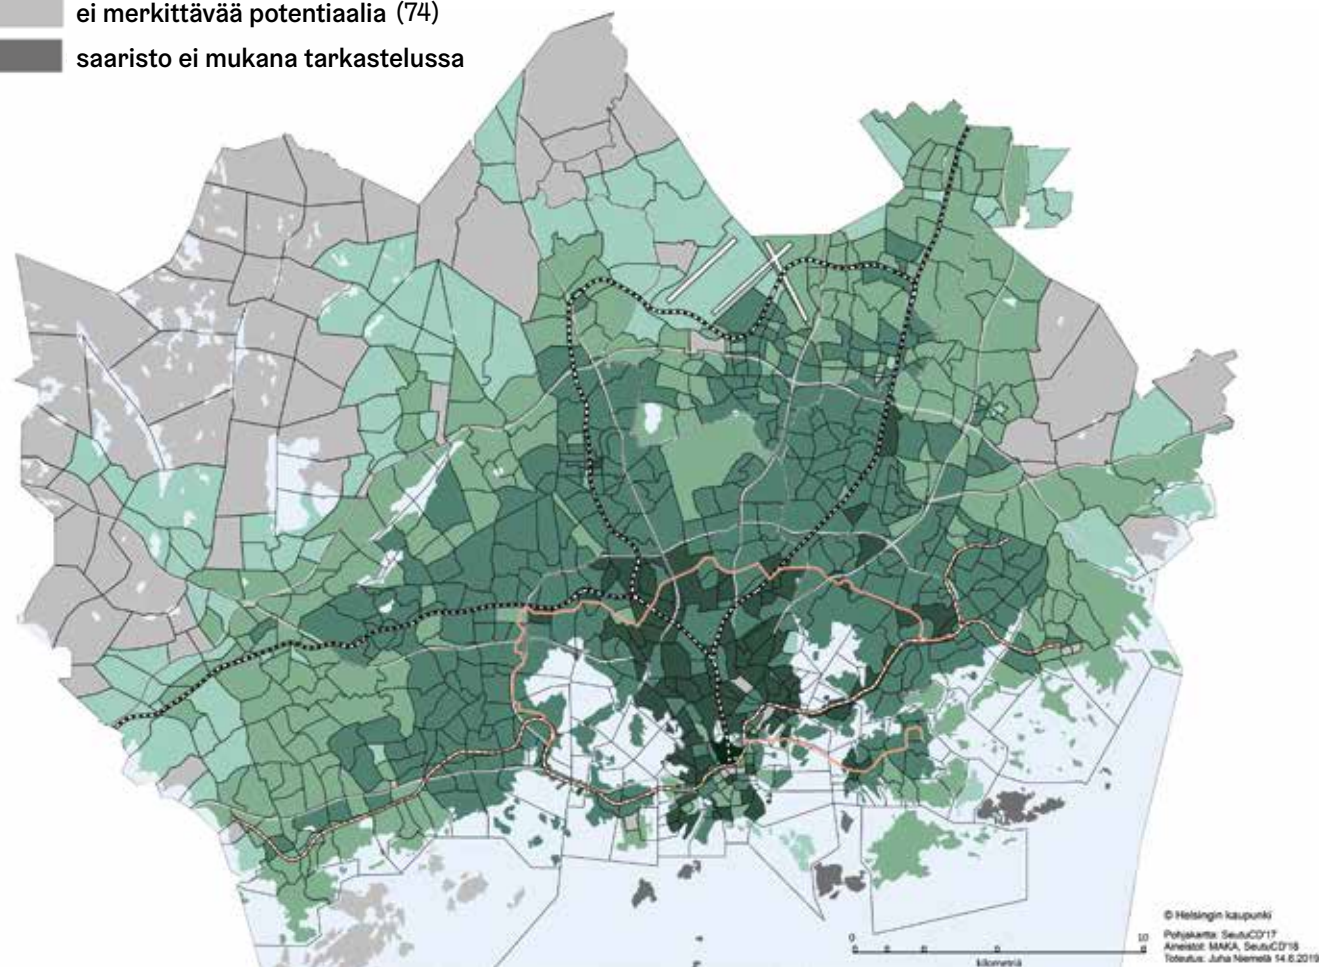 ei merkittävää potentiaalia (74)
saaristo ei mukana tarkastelussa
© Helsingin kaupunki
Pohjakartta: SeutuCD'17
Aineistot: MAKA, SeutuCD'18
Toteutus: Juha Niemelä 14.6.2019
0 10
kilometriä